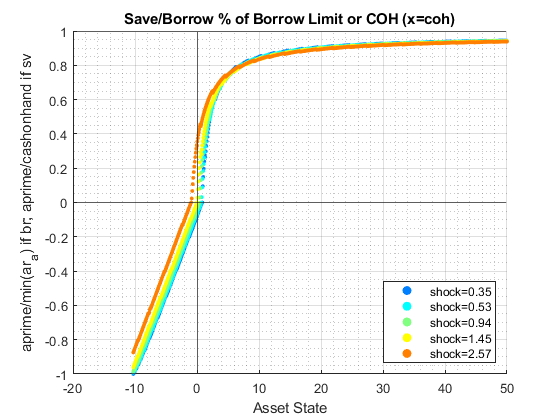 Save/Borrow % of Borrow Limit or COH (x=coh)
aprime/min(ar_a) if br; aprime/cashonhand if sv
1
0.8
0.6
0.4
0.2
0
-0.2
-0.4
-0.6
-0.8
-1
-20
-10
0
10
20
30
40
50
Asset State
shock=0.35
shock=0.53
shock=0.94
shock=1.45
shock=2.57